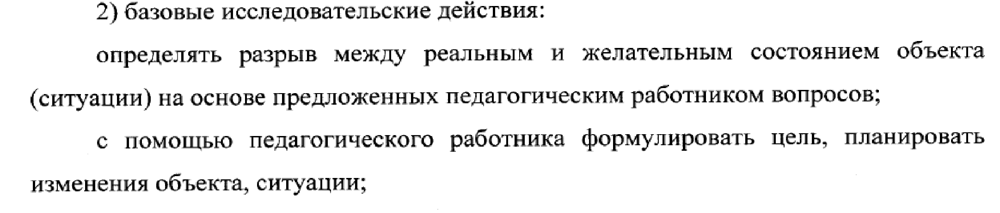 2) базовые исследовательские действия:
определять разрыв между реальным и желательным состоянием объекта
(ситуации) на основе предложенных педагогическим работником вопросов;
с помощью педагогического работника формулировать цель, планировать
изменения объекта, ситуации;